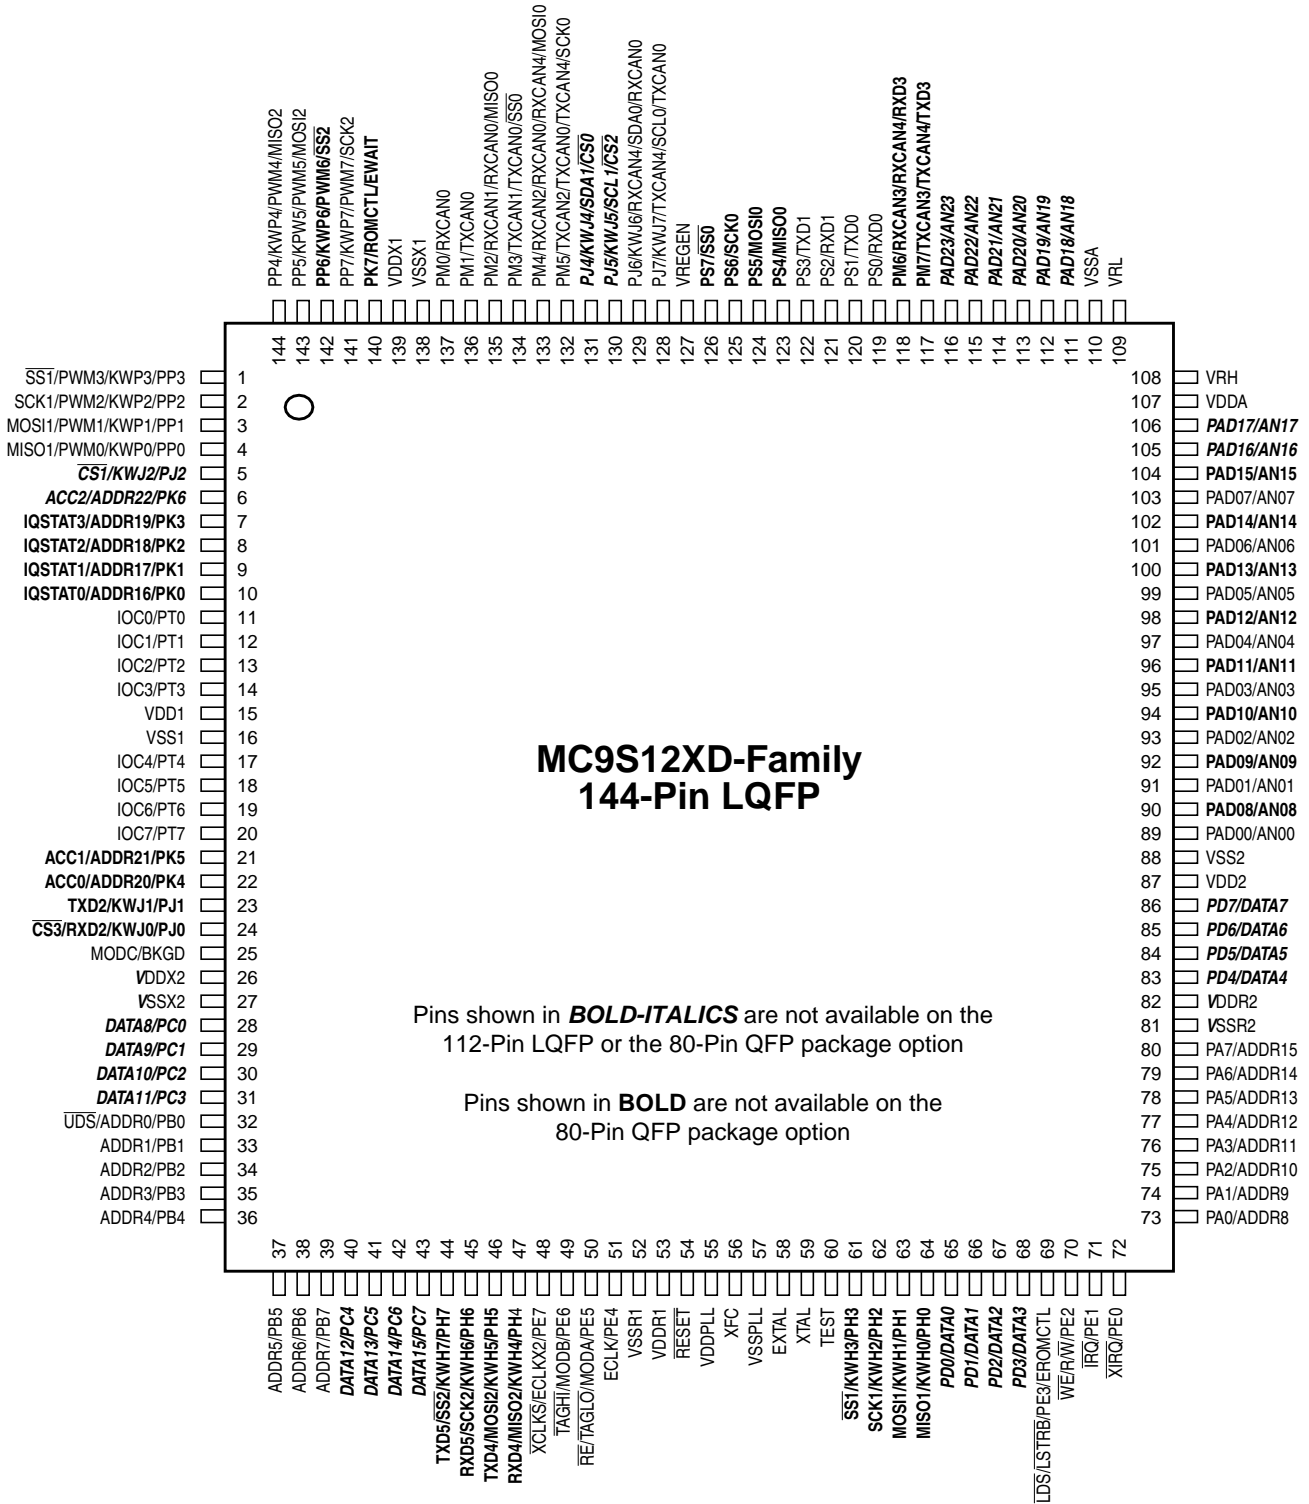 PP4/KWP4/PWM4/MISO2
PP5/KPW5/PWM5/MOSI2
PP6/KWP6/PWM6/SS2
PP7/KWP7/PWM7/SCK2
PK7/ROMCTL/EWAIT
VDDX1
VSSX1
PM0/RXCAN0
PM1/TXCAN0
PM2/RXCAN1/RXCAN0/MISO0
PM3/TXCAN1/TXCAN0/SS0
PM4/RXCAN2/RXCAN0/RXCAN4/MOSI0
PM5/TXCAN2/TXCAN0/TXCAN4/SCK0
PJ4/KWJ4/SDA1/CS0
PJ5/KWJ5/SCL1/CS2
PJ6/KWJ6/RXCAN4/SDA0/RXCAN0
PJ7/KWJ7/TXCAN4/SCL0/TXCAN0
VREGEN
PS7/SS0
PS6/SCK0
PS5/MOSI0
PS4/MISO0
PS3/TXD1
PS2/RXD1
PS1/TXD0
PS0/RXD0
PM6/RXCAN3/RXCAN4/RXD3
PM7/TXCAN3/TXCAN4/TXD3
PAD23/AN23
PAD22/AN22
PAD21/AN21
PAD20/AN20
PAD19/AN19
PAD18/AN18
VSSA
VRL
144
143
142
141
140
139
138
137
136
135
134
133
132
131
130
129
128
127
126
125
124
123
122
121
120
119
118
117
116
115
114
113
112
111
110
109
SS1/PWM3/KWP3/PP3 1
SCK1/PWM2/KWP2/PP2 2
MOSI1/PWM1/KWP1/PP1 3
MISO1/PWM0/KWP0/PP0 4
CS1/KWJ2/PJ2 5
ACC2/ADDR22/PK6 6
IQSTAT3/ADDR19/PK3 7
IQSTAT2/ADDR18/PK2 8
IQSTAT1/ADDR17/PK1 9
IQSTAT0/ADDR16/PK0 10
IOC0/PT0 11
IOC1/PT1 12
IOC2/PT2 13
IOC3/PT3 14
VDD1 15
VSS1 16
IOC4/PT4 17
IOC5/PT5 18
IOC6/PT6 19
IOC7/PT7 20
ACC1/ADDR21/PK5 21
ACC0/ADDR20/PK4 22
TXD2/KWJ1/PJ1 23
CS3/RXD2/KWJ0/PJ0 24
MODC/BKGD 25
VDDX2 26
VSSX2 27
DATA8/PC0 28
DATA9/PC1 29
DATA10/PC2 30
DATA11/PC3 31
UDS/ADDR0/PB0 32
ADDR1/PB1 33
ADDR2/PB2 34
ADDR3/PB3 35
ADDR4/PB4 36
MC9S12XD-Family
144-Pin LQFP
Pins shown in BOLD-ITALICS are not available on the
112-Pin LQFP or the 80-Pin QFP package option
Pins shown in BOLD are not available on the
80-Pin QFP package option
108 VRH
107 VDDA
106 PAD17/AN17
105 PAD16/AN16
104 PAD15/AN15
103 PAD07/AN07
102 PAD14/AN14
101 PAD06/AN06
100 PAD13/AN13
99 PAD05/AN05
98 PAD12/AN12
97 PAD04/AN04
96 PAD11/AN11
95 PAD03/AN03
94 PAD10/AN10
93 PAD02/AN02
92 PAD09/AN09
91 PAD01/AN01
90 PAD08/AN08
89 PAD00/AN00
88 VSS2
87 VDD2
86 PD7/DATA7
85 PD6/DATA6
84 PD5/DATA5
83 PD4/DATA4
82 VDDR2
81 VSSR2
80 PA7/ADDR15
79 PA6/ADDR14
78 PA5/ADDR13
77 PA4/ADDR12
76 PA3/ADDR11
75 PA2/ADDR10
74 PA1/ADDR9
73 PA0/ADDR8
37
38
39
40
41
42
43
44
45
46
47
48
49
50
51
52
53
54
55
56
57
58
59
60
61
62
63
64
65
66
67
68
69
70
71
72
ADDR5/PB5
ADDR6/PB6
ADDR7/PB7
DATA12/PC4
DATA13/PC5
DATA14/PC6
DATA15/PC7
TXD5/SS2/KWH7/PH7
RXD5/SCK2/KWH6/PH6
TXD4/MOSI2/KWH5/PH5
RXD4/MISO2/KWH4/PH4
XCLKS/ECLKX2/PE7
TAGHI/MODB/PE6
RE/TAGLO/MODA/PE5
ECLK/PE4
VSSR1
VDDR1
RESET
VDDPLL
XFC
VSSPLL
EXTAL
XTAL
TEST
SS1/KWH3/PH3
SCK1/KWH2/PH2
MOSI1/KWH1/PH1
MISO1/KWH0/PH0
PD0/DATA0
PD1/DATA1
PD2/DATA2
PD3/DATA3
LDS/LSTRB/PE3/EROMCTL
WE/R/W/PE2
IRQ/PE1
XIRQ/PE0